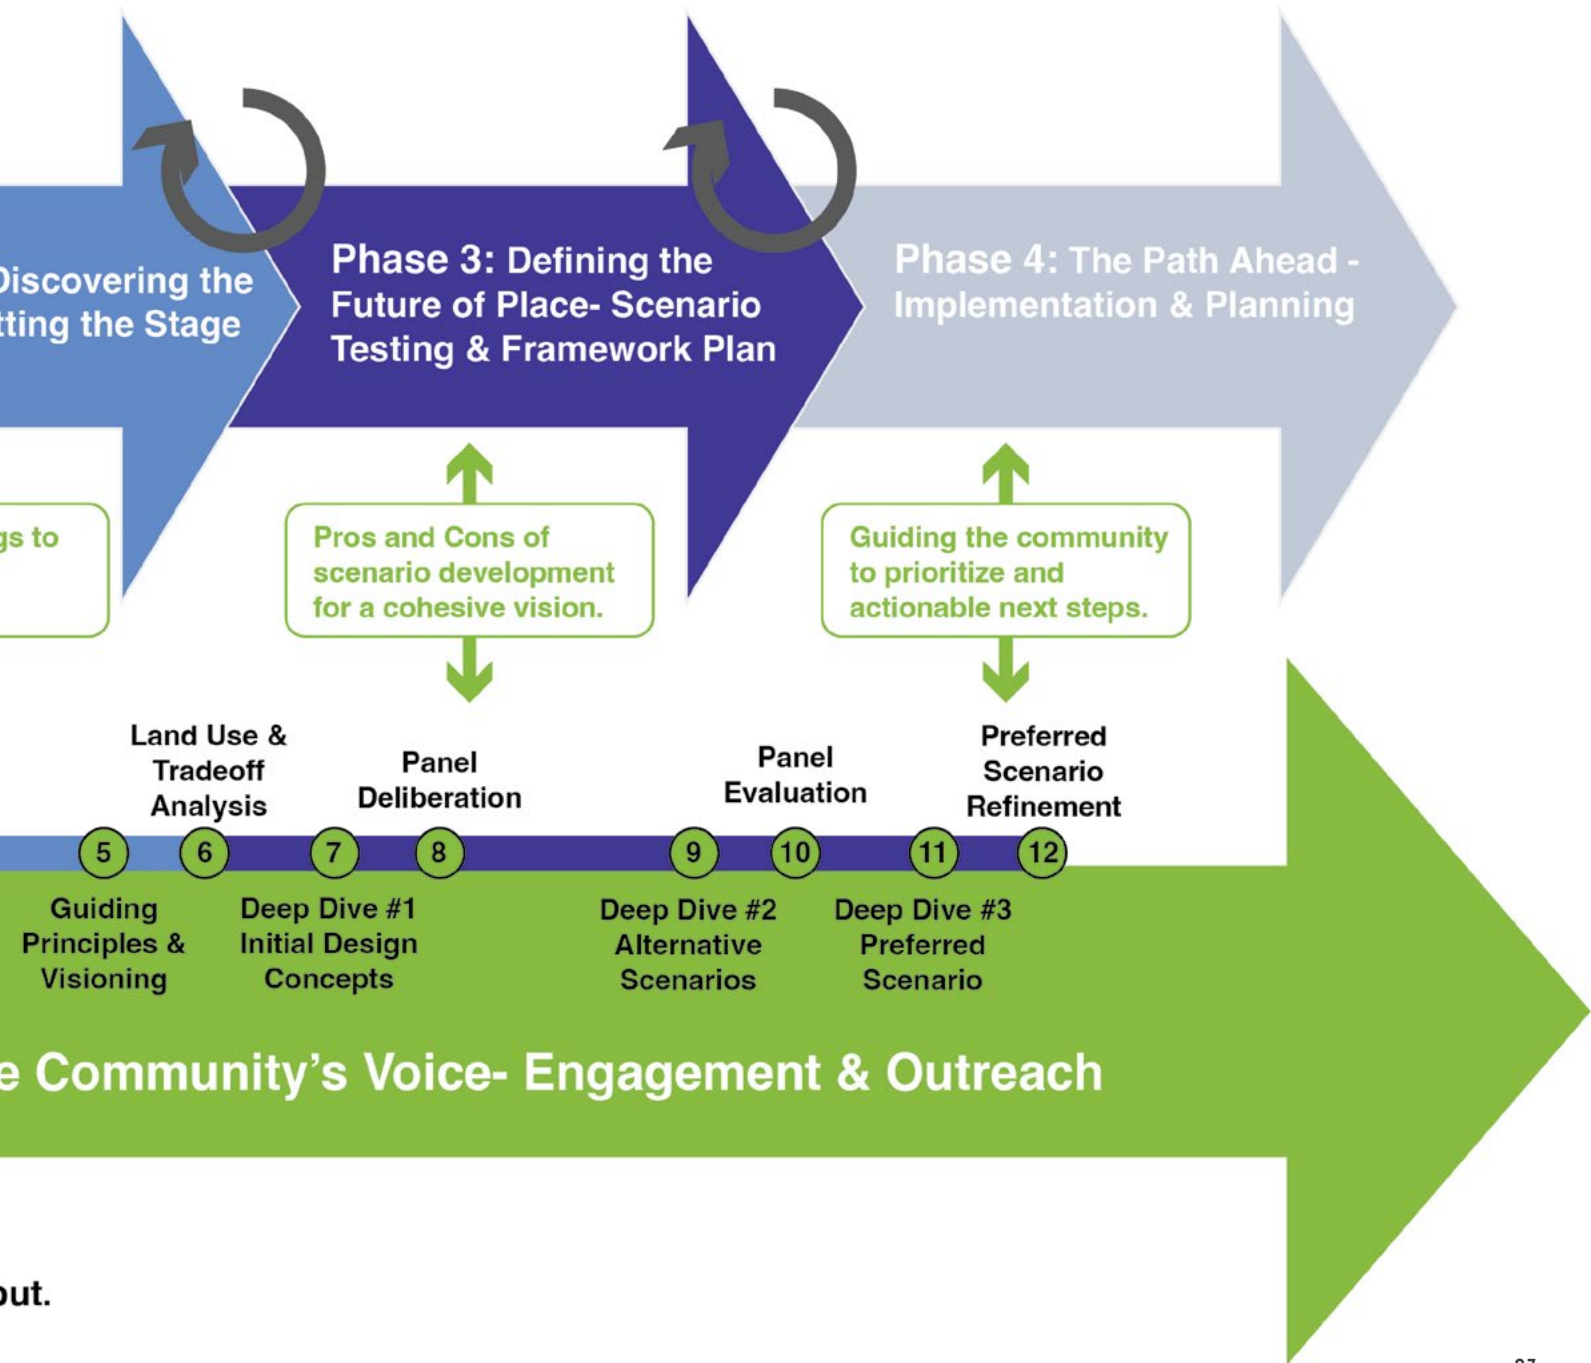 Discovering the
tting the Stage
Phase 3: Defining the
Future of Place- Scenario
Testing & Framework Plan
Phase 4: The Path Ahead -
Implementation & Planning
gs to
Pros and Cons of
scenario development
for a cohesive vision.
Guiding the community
to prioritize and
actionable next steps.
Land Use &
Tradeoff
Analysis
Panel
Deliberation
Panel
Evaluation
Preferred
Scenario
Refinement
5 6 7 8 9 10 11 12
Guiding
Principles &
Visioning
Deep Dive #1
Initial Design
Concepts
Deep Dive #2
Alternative
Scenarios
Deep Dive #3
Preferred
Scenario
e Community's Voice- Engagement & Outreach
out.